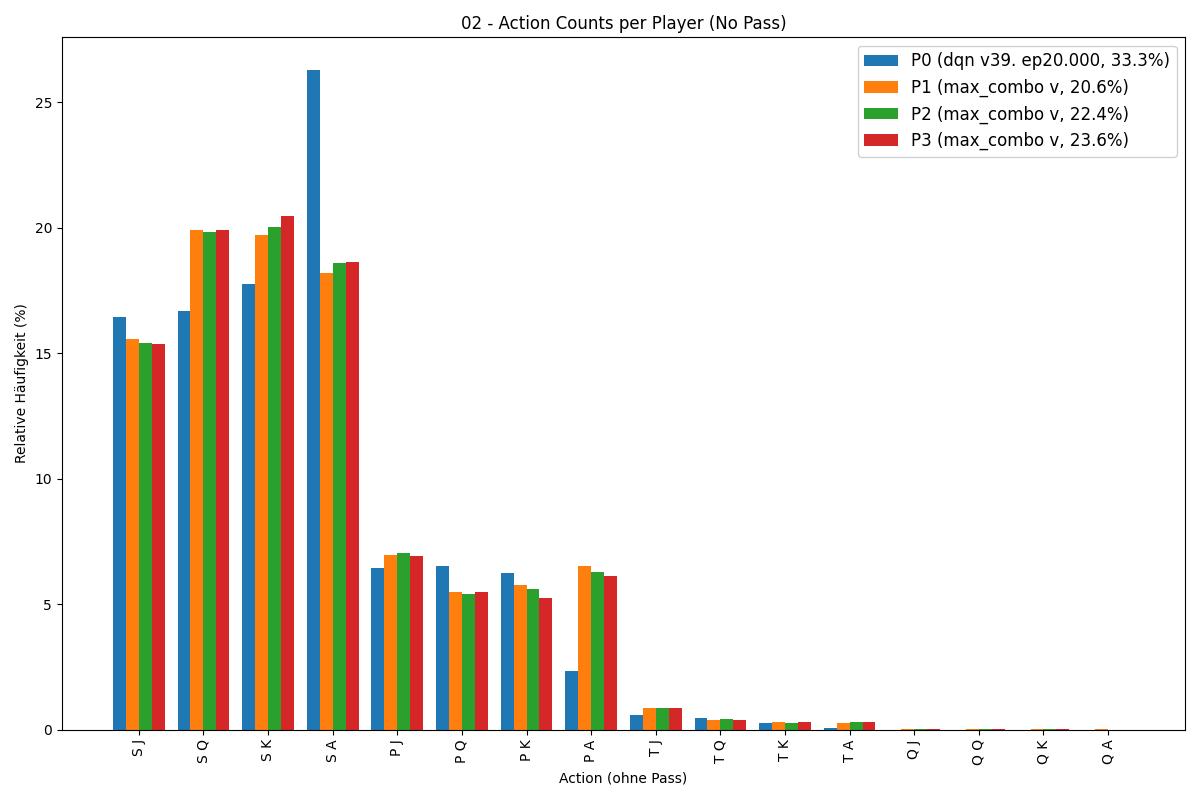 02 - Action Counts per Player (No Pass)
P0 (dqn v39. ep20.000, 33.3%)
P1 (max_combo v, 20.6%)
P2 (max_combo v, 22.4%)
P3 (max_combo v, 23.6%)
Relative Häufigkeit (%)
25
20
15
10
5
0
S J
S Q
S K
S A
P J
P Q
P K
P A
T J
T Q
T K
T A
Q J
Q Q
Q K
Q A
Action (ohne Pass)